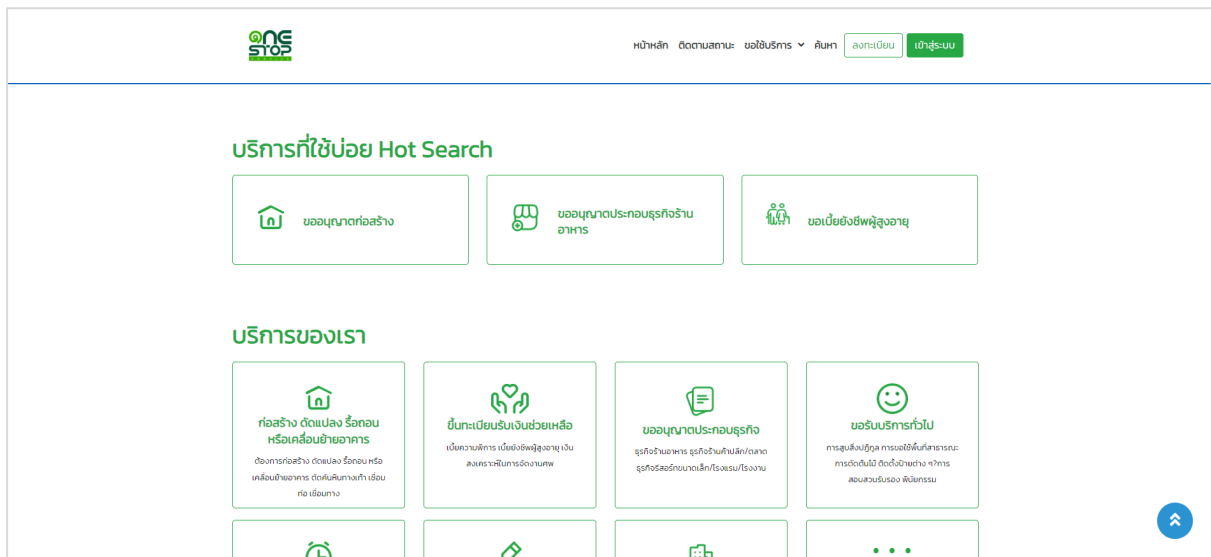 ONE
STOP
SERVICE
หน้าหลัก ติดตามสถานะ ขอใช้บริการ ค้นหา ลงทะเบียน เข้าสู่ระบบ
บริการที่ใช้บ่อย Hot Search
ขออนุญาตก่อสร้าง
ขออนุญาตประกอบธุรกิจร้าน
อาหาร
ขอเบี้ยยังชีพผู้สูงอายุ
บริการของเรา
ก่อสร้าง ดัดแปลง รื้อถอน
หรือเคลื่อนย้ายอาคาร
ต้องการก่อสร้าง ดัดแปลง รื้อถอน หรือ
เคลื่อนย้ายอาคาร ตัดคันหินทางเท้า เชื่อม
ท่อ เชื่อมทาง
ขึ้นทะเบียนรับเงินช่วยเหลือ
เบี้ยความพิการ เบี้ยยังชีพผู้สูงอายุ เงิน
สงเคราะห์ในการจัดงานศพ
ขออนุญาตประกอบธุรกิจ
ธุรกิจร้านอาหาร ธุรกิจร้านค้าปลีก/ตลาด
ธุรกิจรีสอร์ทขนาดเล็ก/โรงแรม/โรงงาน
ขอรับบริการทั่วไป
การสูบสิ่งปฏิกูล การขอใช้พื้นที่สาธารณะ
การตัดต้นไม้ ติดตั้งป้ายต่าง ๆ?การ
สอบสวนรับรอง พินัยกรรม